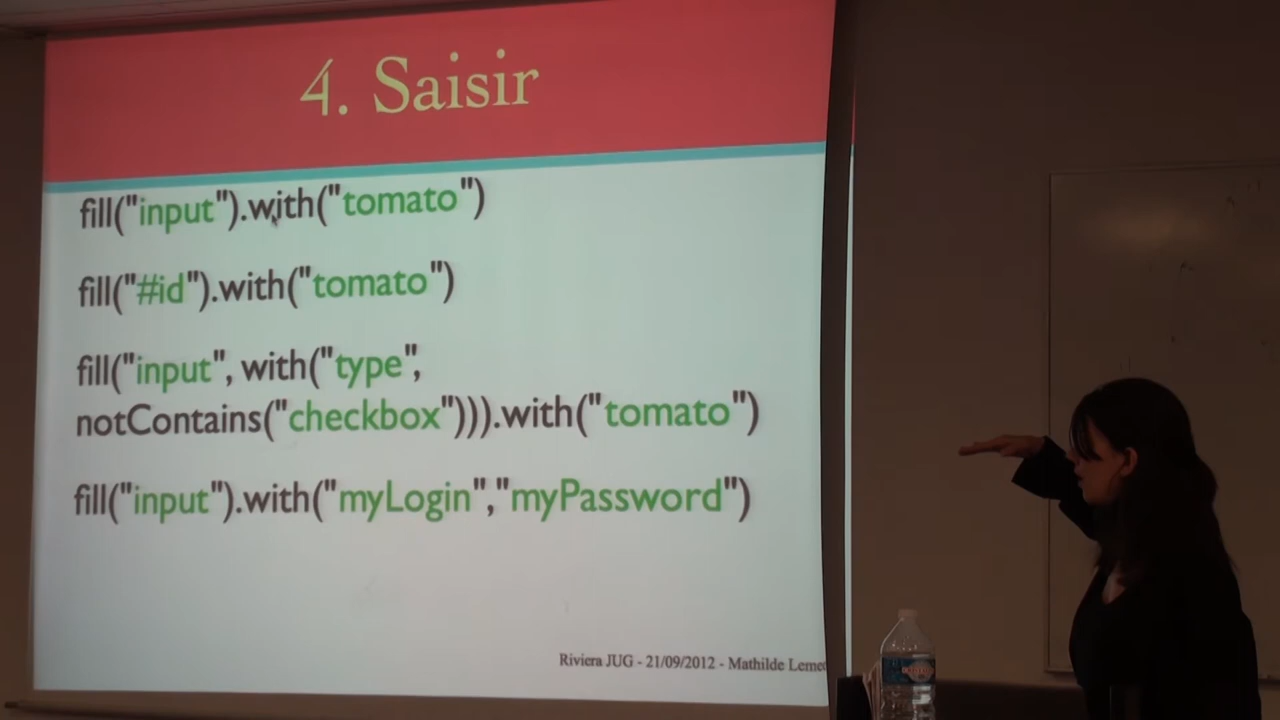 4. Saisir
fill("input").with("tomato")
fill("#id").with("tomato")
fill("input", with("type",
notContains("checkbox"))).with("tomato")
fill("input").with("myLogin","myPassword")
Riviera JUG - 21/09/2012 - Mathilde